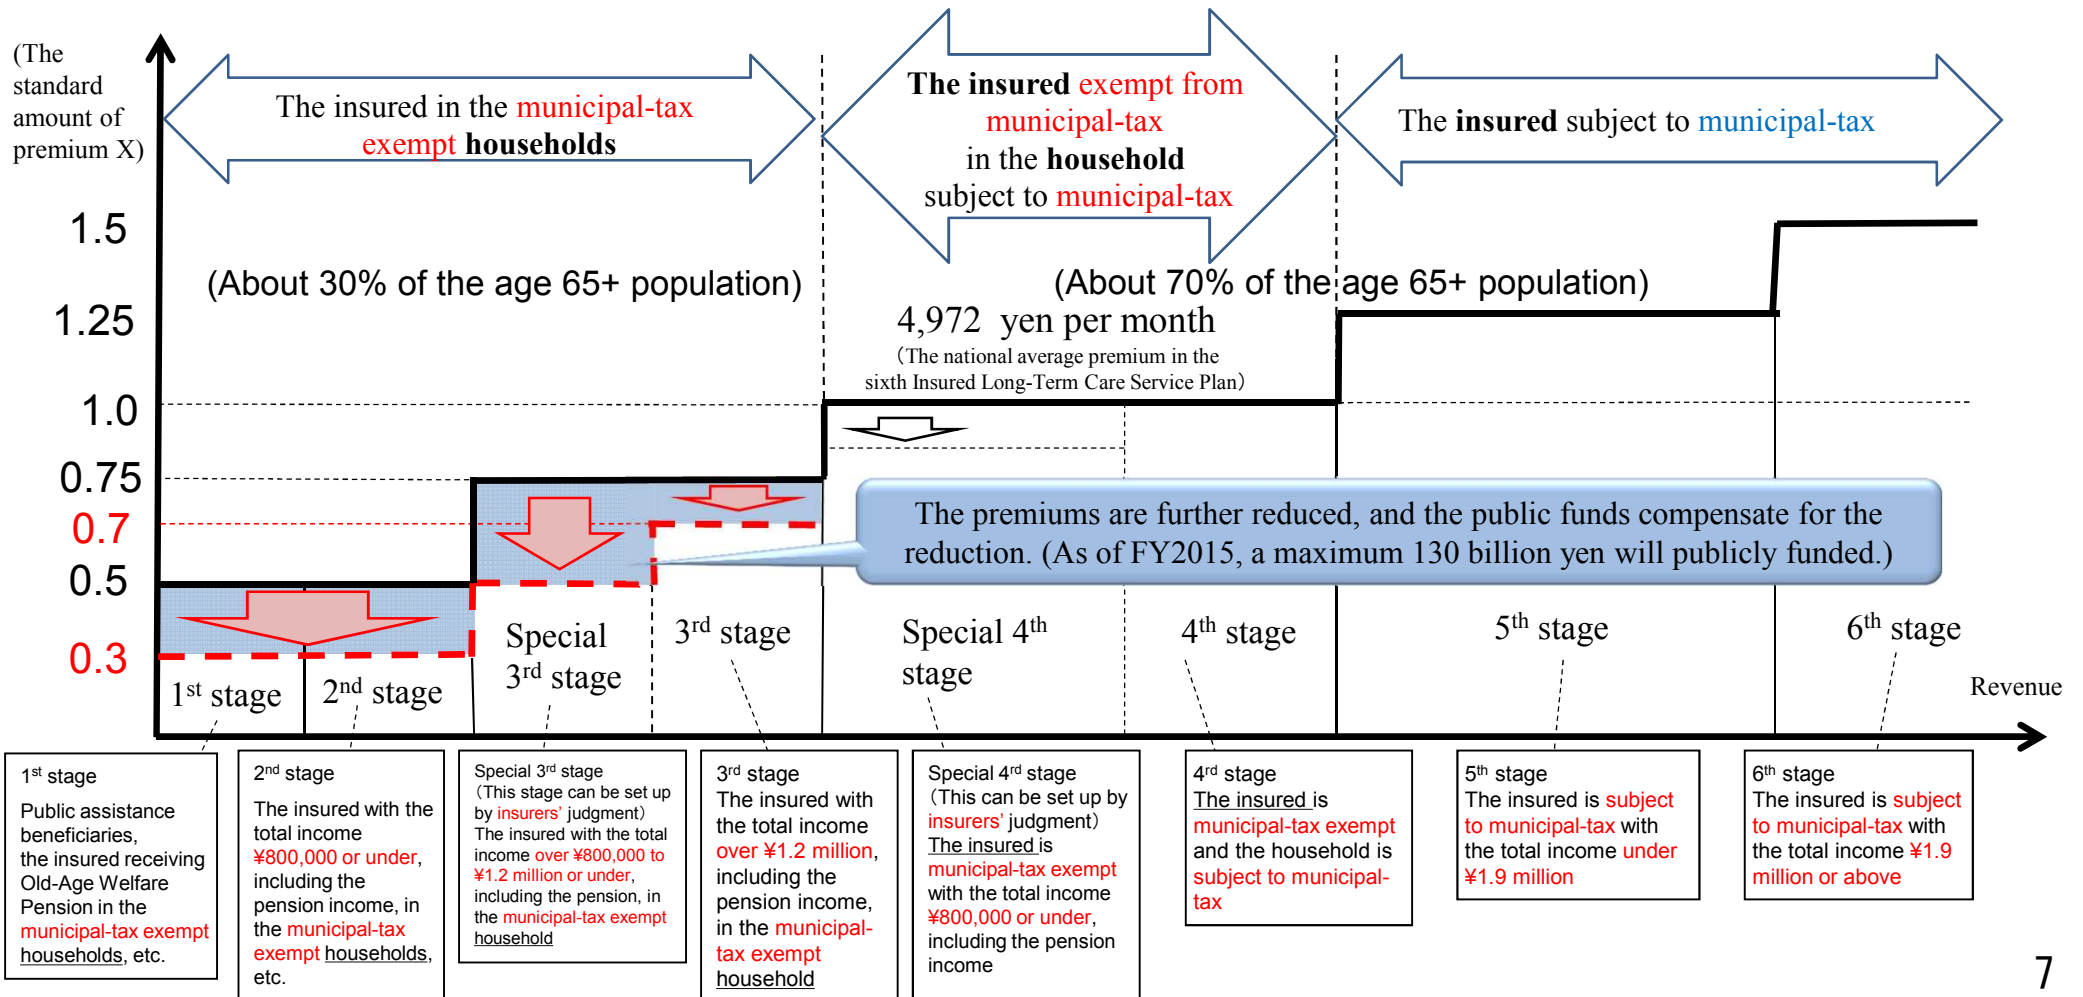 (The
standard
amount of
premium X)
The insured in the municipal-tax
exempt households
The insured exempt from
municipal-tax
in the household
subject to municipal-tax
The insured subject to municipal-tax
1.5
1.25
1.0
0.75
0.7
0.5
0.3
(About 30% of the age 65+ population)
(About 70% of the age 65+ population)
4,972 yen per month
(The national average premium in the
sixth Insured Long-Term Care Service Plan)
The premiums are further reduced, and the public funds compensate for the
reduction. (As of FY2015, a maximum 130 billion yen will publicly funded.)
1st stage
2nd stage
Special
3rd stage
3rd stage
Special 4th
stage
4th stage
5th stage
6th stage
Revenue
1st stage
Public assistance
beneficiaries,
the insured receiving
Old-Age Welfare
Pension in the
municipal-tax exempt
households, etc.
2nd stage
The insured with the
total income
¥800,000 or under,
including the
pension income, in
the municipal-tax
exempt households,
etc.
Special 3rd stage
(This stage can be set up
by insurers' judgment)
The insured with the total
income over ¥800,000 to
¥1.2 million or under,
including the pension, in
the municipal-tax exempt
household
3rd stage
The insured with
the total income
over ¥1.2 million,
including the
pension income,
in the municipal-
tax exempt
household
Special 4rd stage
(This can be set up by
insurers' judgment)
The insured is
municipal-tax exempt
with the total income
¥800,000 or under,
including the pension
income
4rd stage
The insured is
municipal-tax exempt
and the household is
subject to municipal-
tax
5th stage
The insured is subject
to municipal-tax with
the total income under
¥1.9 million
6th stage
The insured is subject
to municipal-tax with
the total income ¥1.9
million or above
7